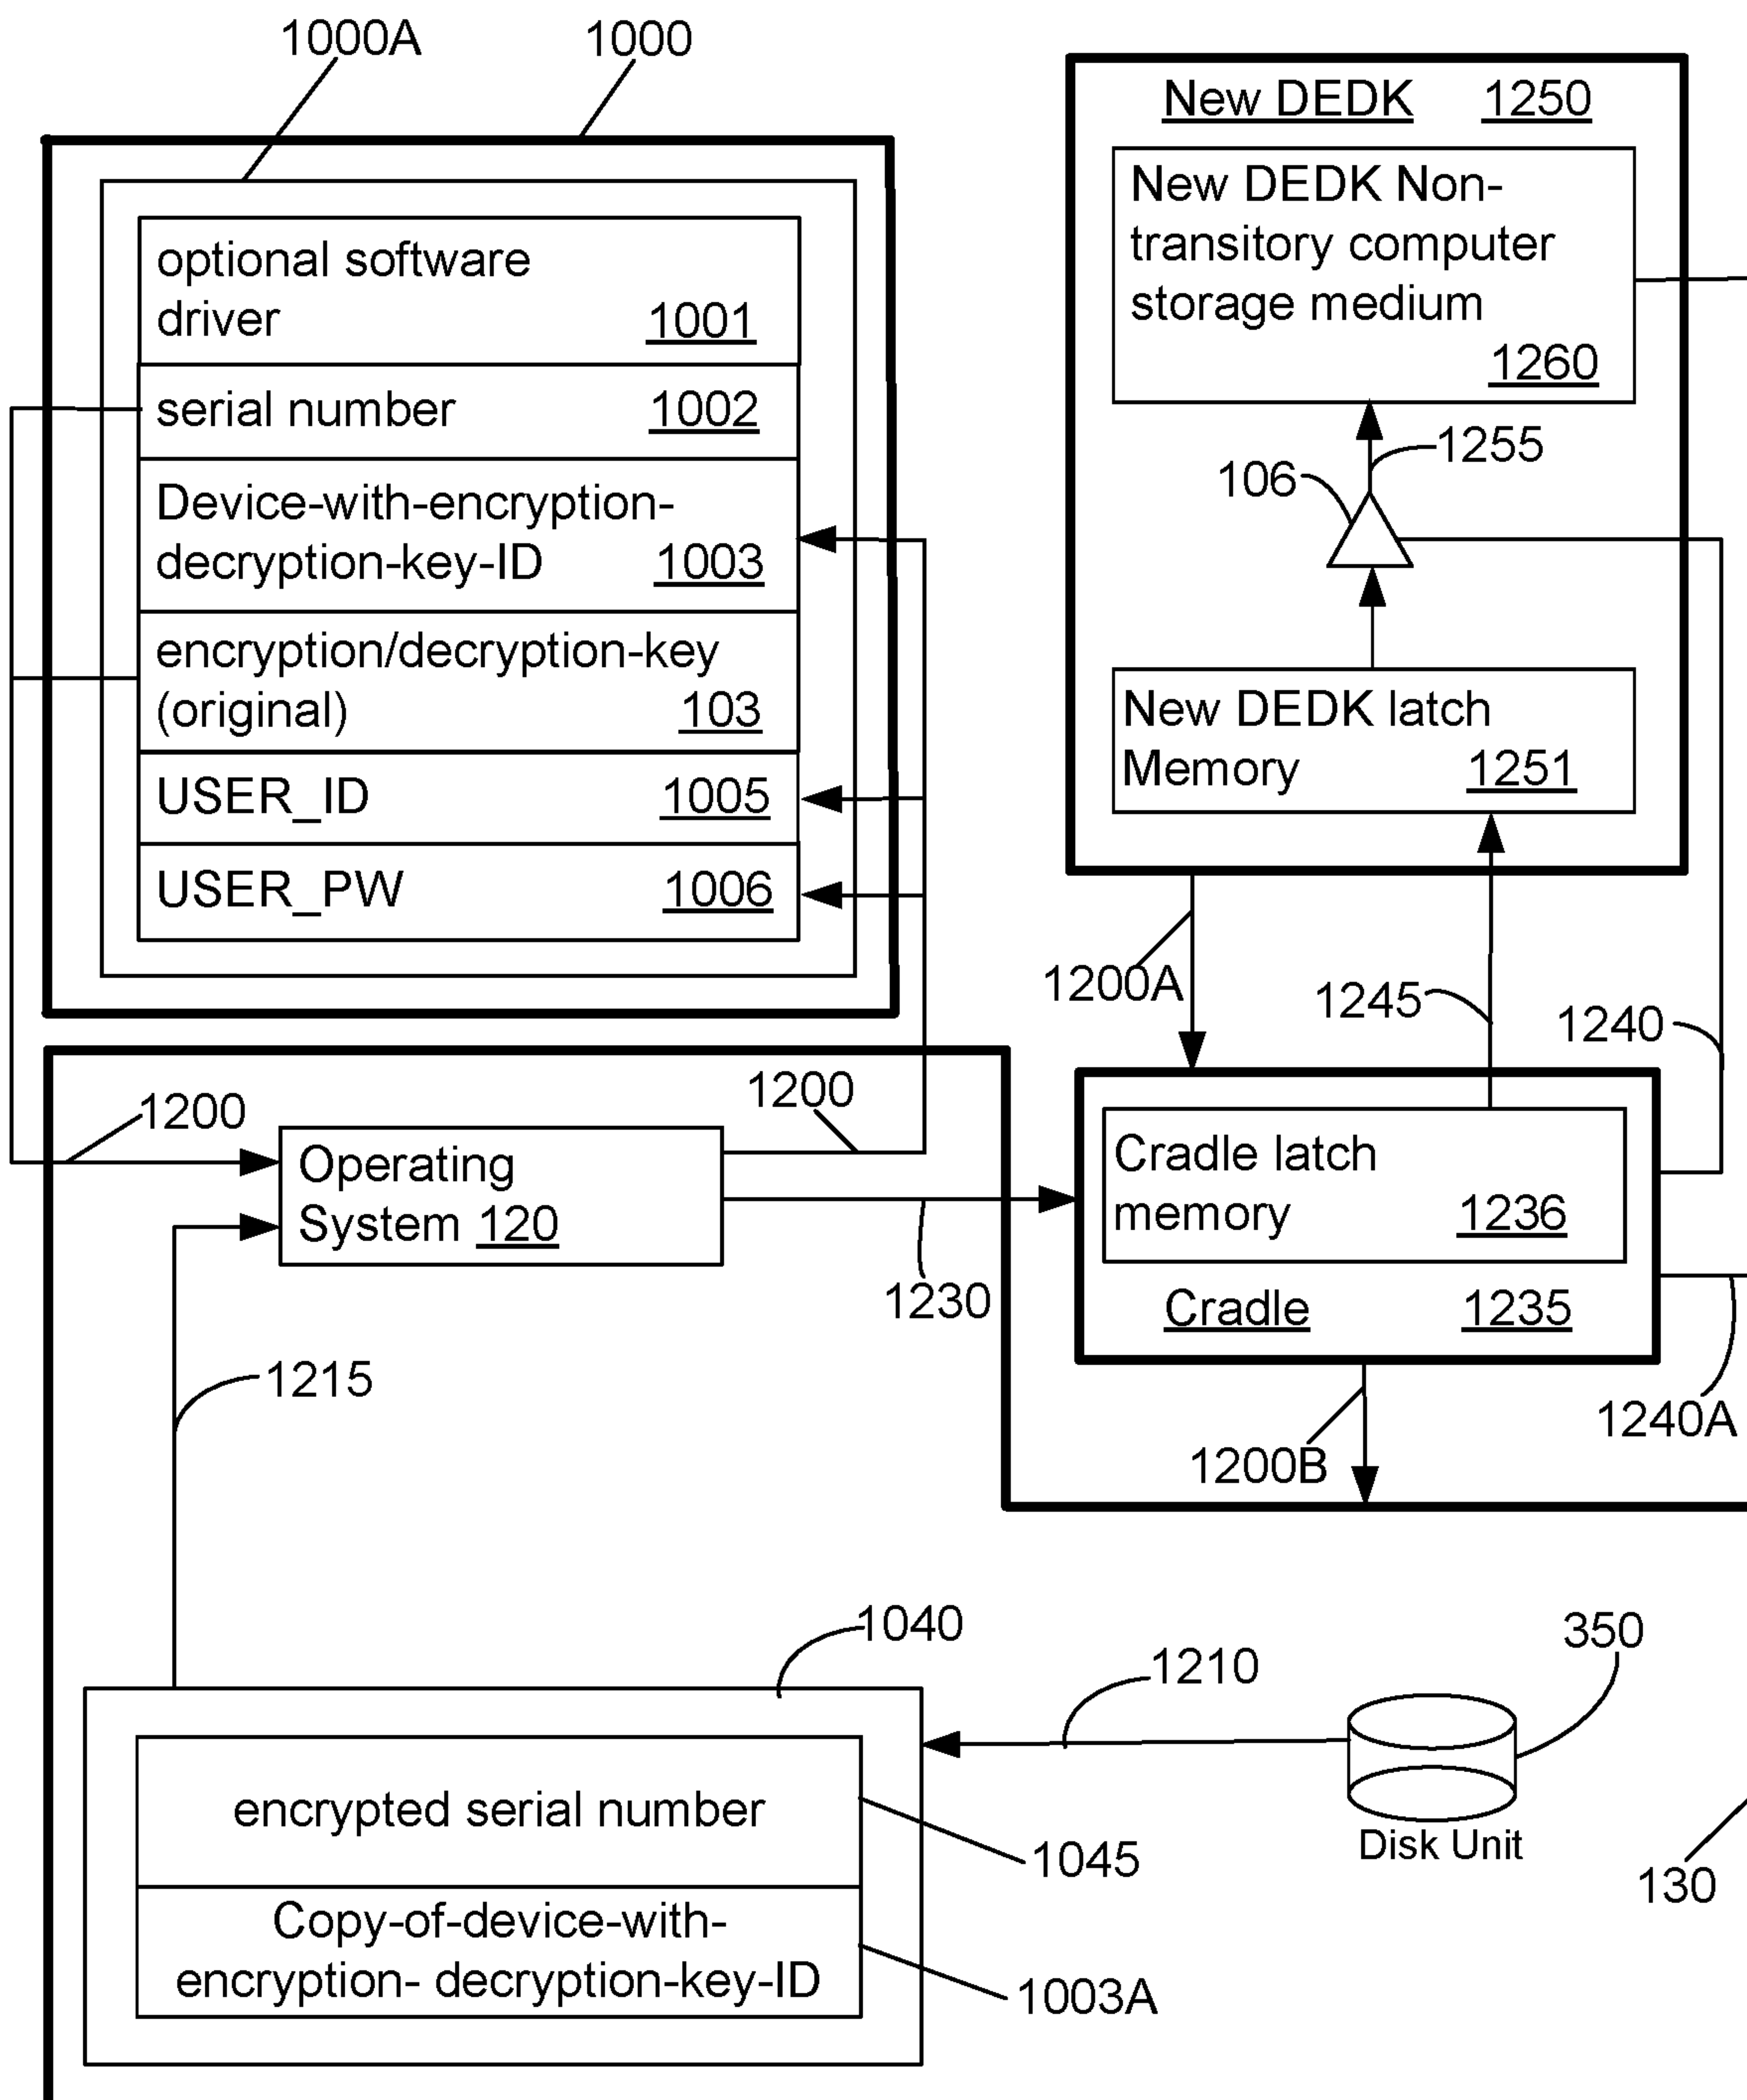 1000A
1000
optional software
driver 1001
serial number 1002
Device-with-encryption-
decryption-key-ID 1003
encryption/decryption-key
(original) 103
USER_ID 1005
USER_PW 1006
New DEDK 1250
New DEDK Non-
transitory computer
storage medium
1260
1255
106
New DEDK latch
Memory 1251
1200A
1245
1240
1200
1200
Operating
System 120
1230
Cradle latch
memory 1236
Cradle 1235
1240A
1200B
1215
1040
1210
350
encrypted serial number
1045
Disk Unit
130
Copy-of-device-with-
encryption- decryption-key-ID
1003A